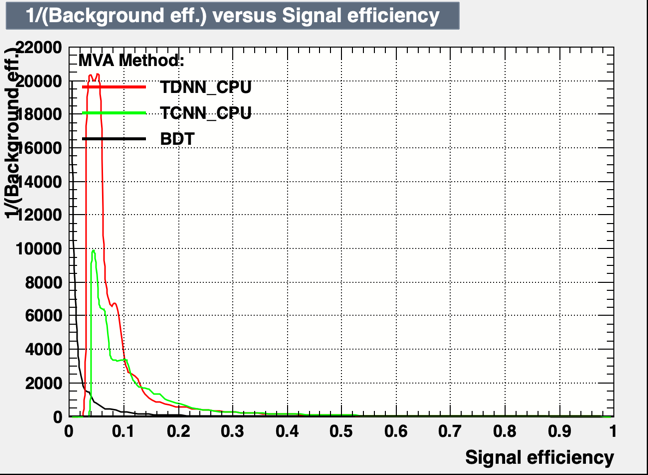 1/(Background eff.) versus Signal efficiency
1/(Background eff.)
22000
20000
18000
16000
14000
12000
10000
8000
6000
4000
2000
0
MVA Method:
TDNN_CPU
TCNN_CPU
BDT
0 0.1 0.2 0.3 0.4 0.5 0.6 0.7 0.8 0.9 1
Signal efficiency